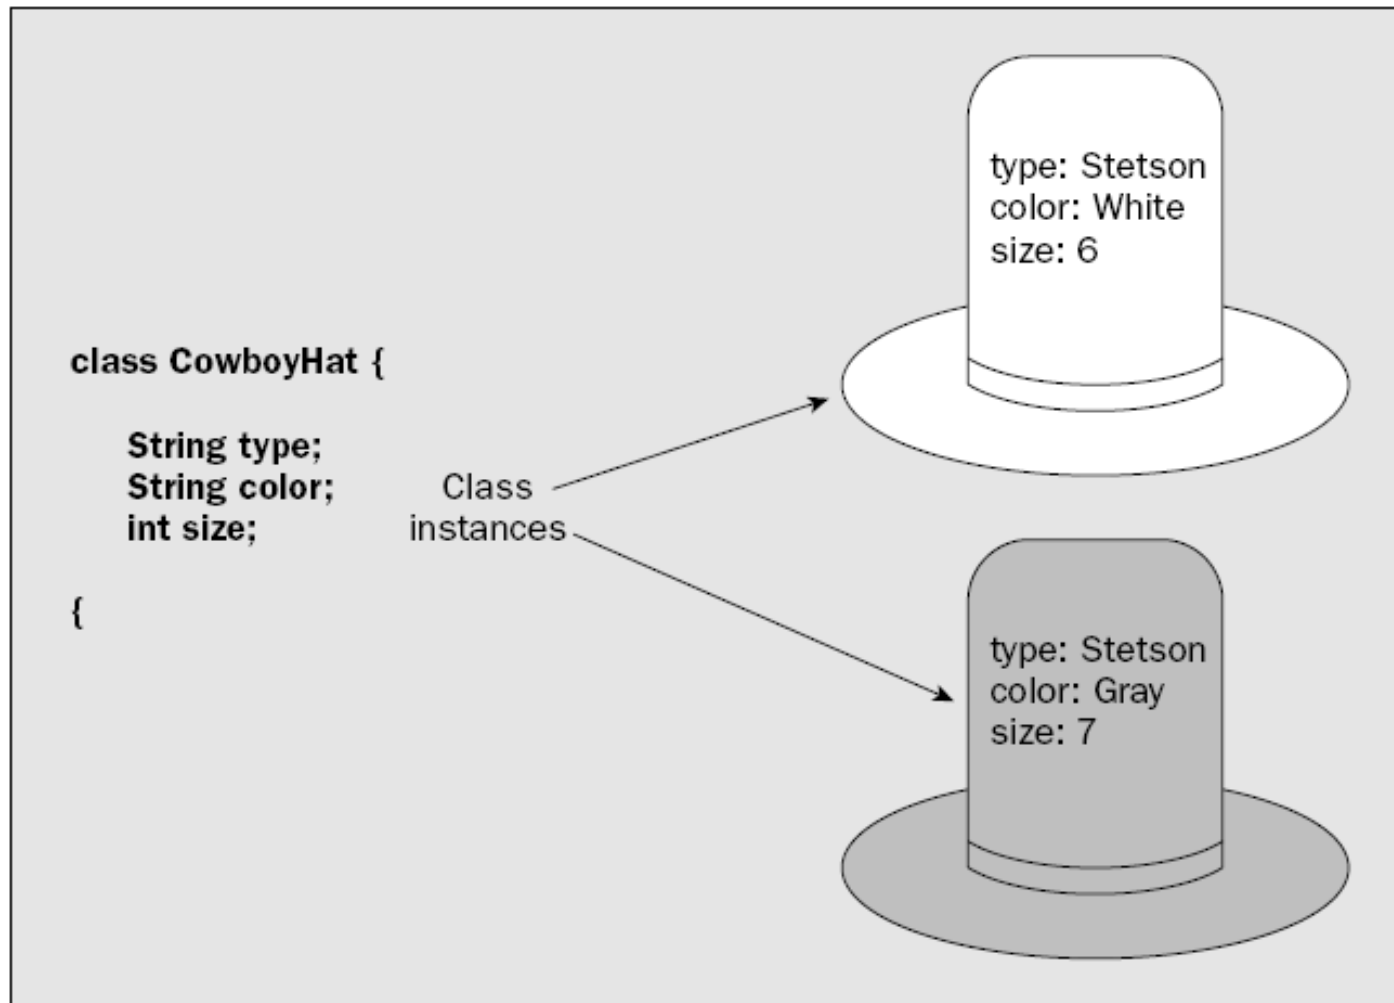 class CowboyHat {
String type;
String color;
int size;
{
Class
instances
type: Stetson
color: White
size: 6
type: Stetson
color: Gray
size: 7